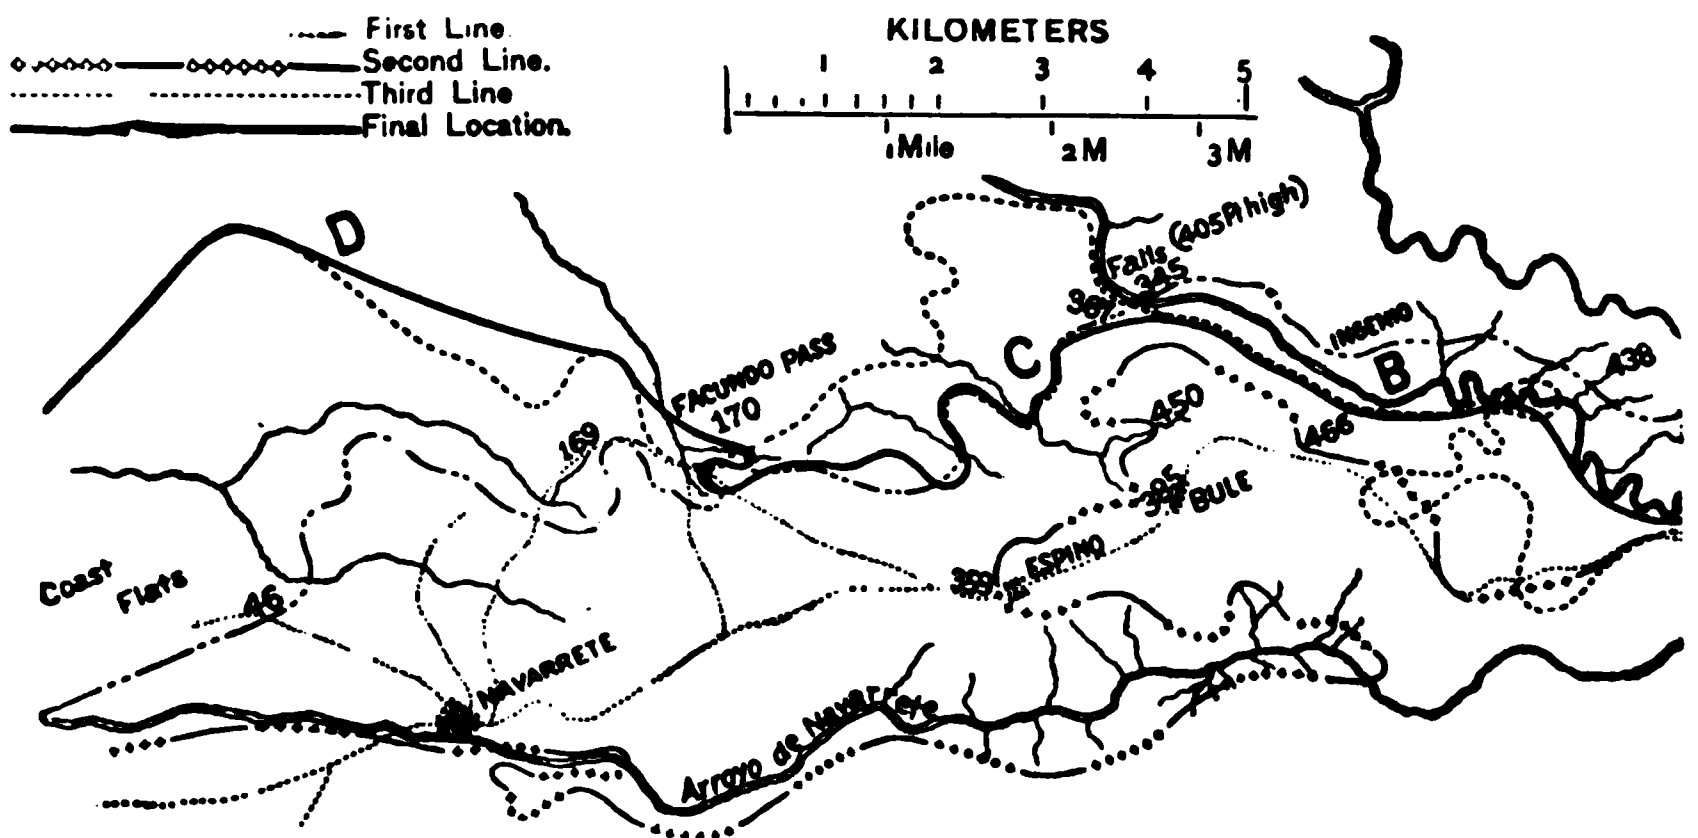 First Line.
Second Line.
Third Line
Final Location.
KILOMETERS
1 2 3 4 5
1 Mile 2 M 3 M
D
Falls (405 Ft high)
345
367
INGENIO
C
B
438
FACUNDO PASS
170
450
466
169
395
BULE
ESPINO
399
Coast
Flats
46
NAVARRETE
Arroyo de Navarrete